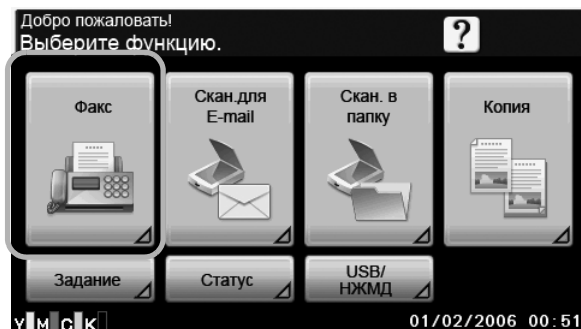 Добро пожаловать!
Выберите функцию.
?
Факс
Скан.для
E-mail
Скан. в
папку
Копия
Задание
Статус
USB/
НЖМД
Y M C K
01/02/2006 00:51